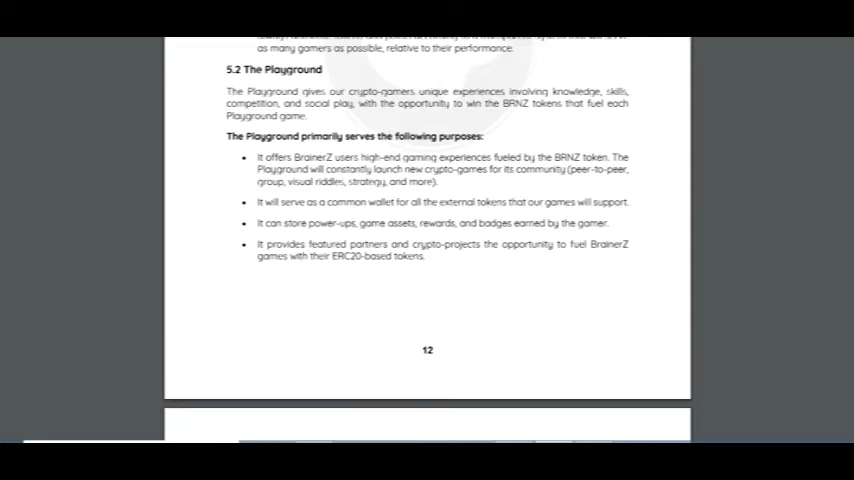 as many gamers as possible, relative to their performance.
5.2 The Playground
The Playground gives our crypto-gamers unique experiences involving knowledge, skills,
competition, and social play, with the opportunity to win the BRNZ tokens that fuel each
Playground game.
The Playground primarily serves the following purposes:
• It offers BrainerZ users high-end gaming experiences fueled by the BRNZ token. The
Playground will constantly launch new crypto-games for its community (peer-to-peer,
group, visual riddles, strategy, and more).
• It will serve as a common wallet for all the external tokens that our games will support.
• It can store power-ups, game assets, rewards, and badges earned by the gamer.
• It provides featured partners and crypto-projects the opportunity to fuel BrainerZ
games with their ERC20-based tokens.
12